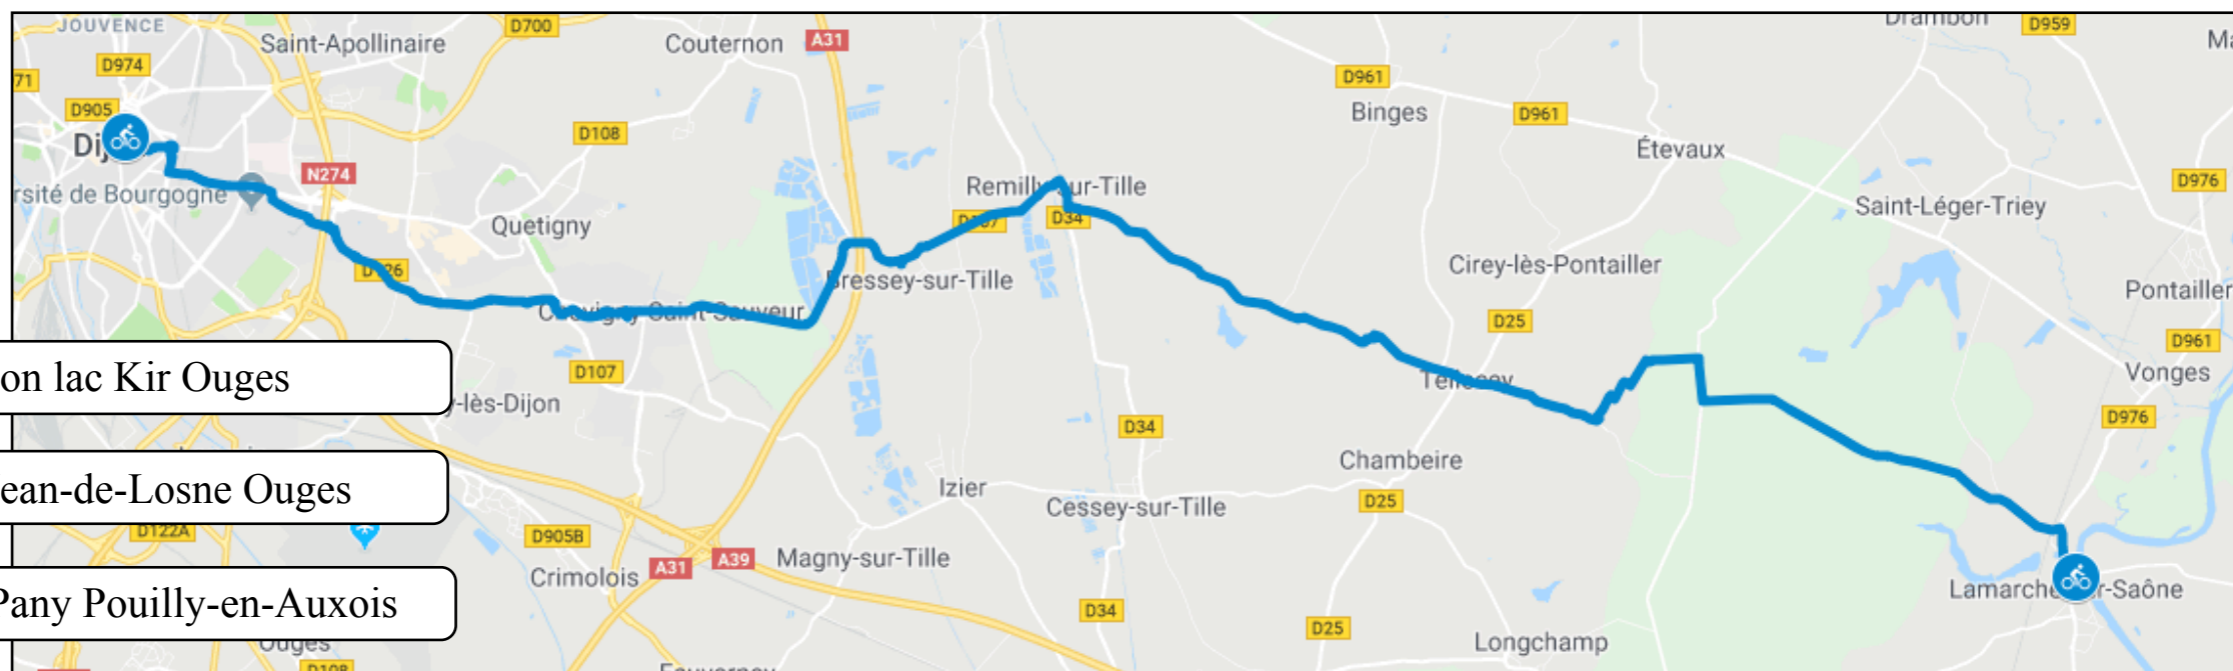 JOUVENCE
Saint-Apollinaire
D700
Couternon
A31
Drambon
D959
D974
71
D905
D108
D961
Binges
D961
Étevaux
N274
rsité de Bourgogne
Quetigny
Remilly-sur-Tille
D34
D976
Saint-Léger-Triey
Bressey-sur-Tille
Cirey-lès-Pontailler
Pontailler
D25
D961
Vonges
D107
on lac Kir Ouges
-lès-Dijon
D34
D976
Chambeire
ean-de-Losne Ouges
Izier
Cessey-sur-Tille
D25
D122A
D905B
Crimolois
A31
A39
Magny-sur-Tille
Lamarche
r-Saône
Pany Pouilly-en-Auxois
D34
D25
Longchamp
Ouges
D108